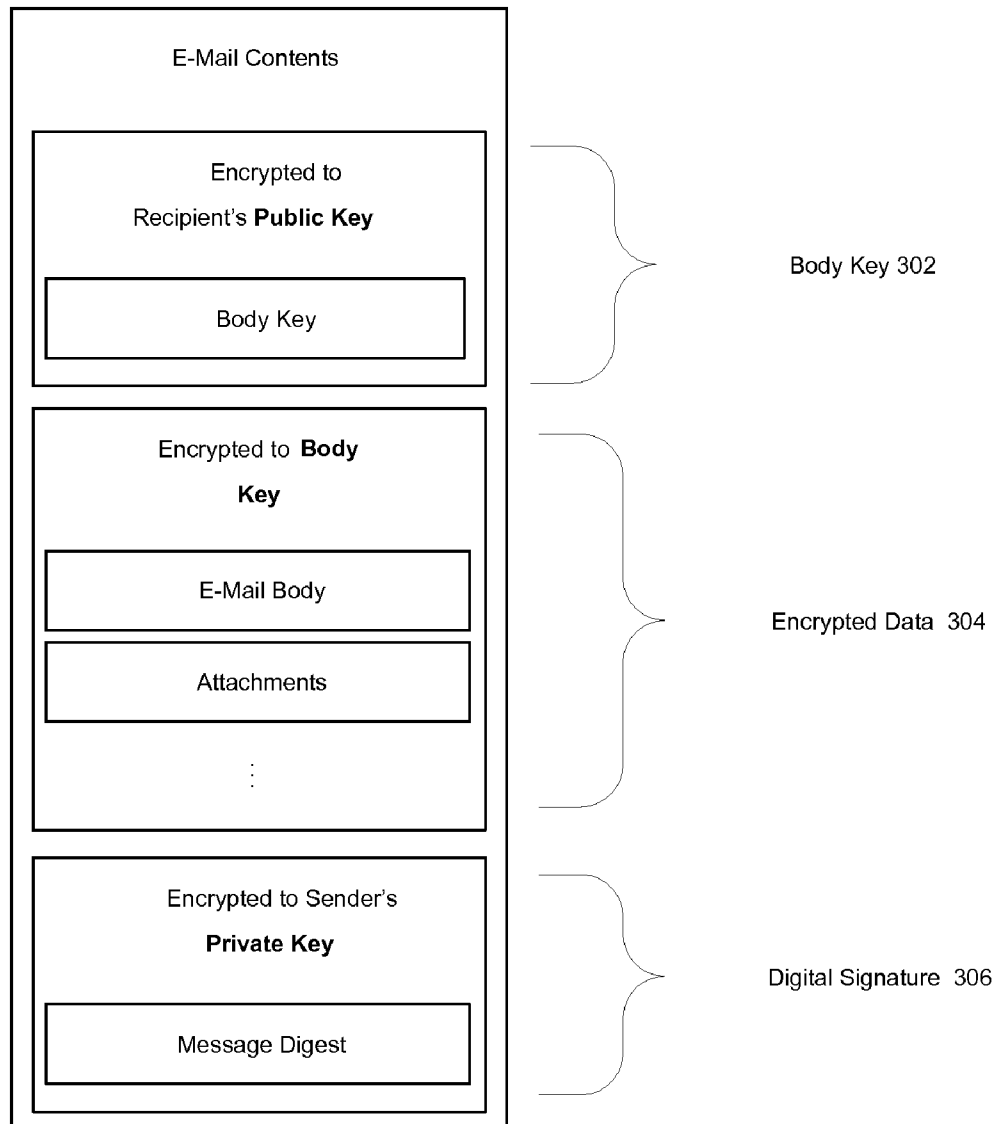 E-Mail Contents
Encrypted to
Recipient's Public Key
Body Key
Body Key 302
Encrypted to Body
Key
E-Mail Body
Attachments
⋮
Encrypted Data 304
Encrypted to Sender's
Private Key
Message Digest
Digital Signature 306